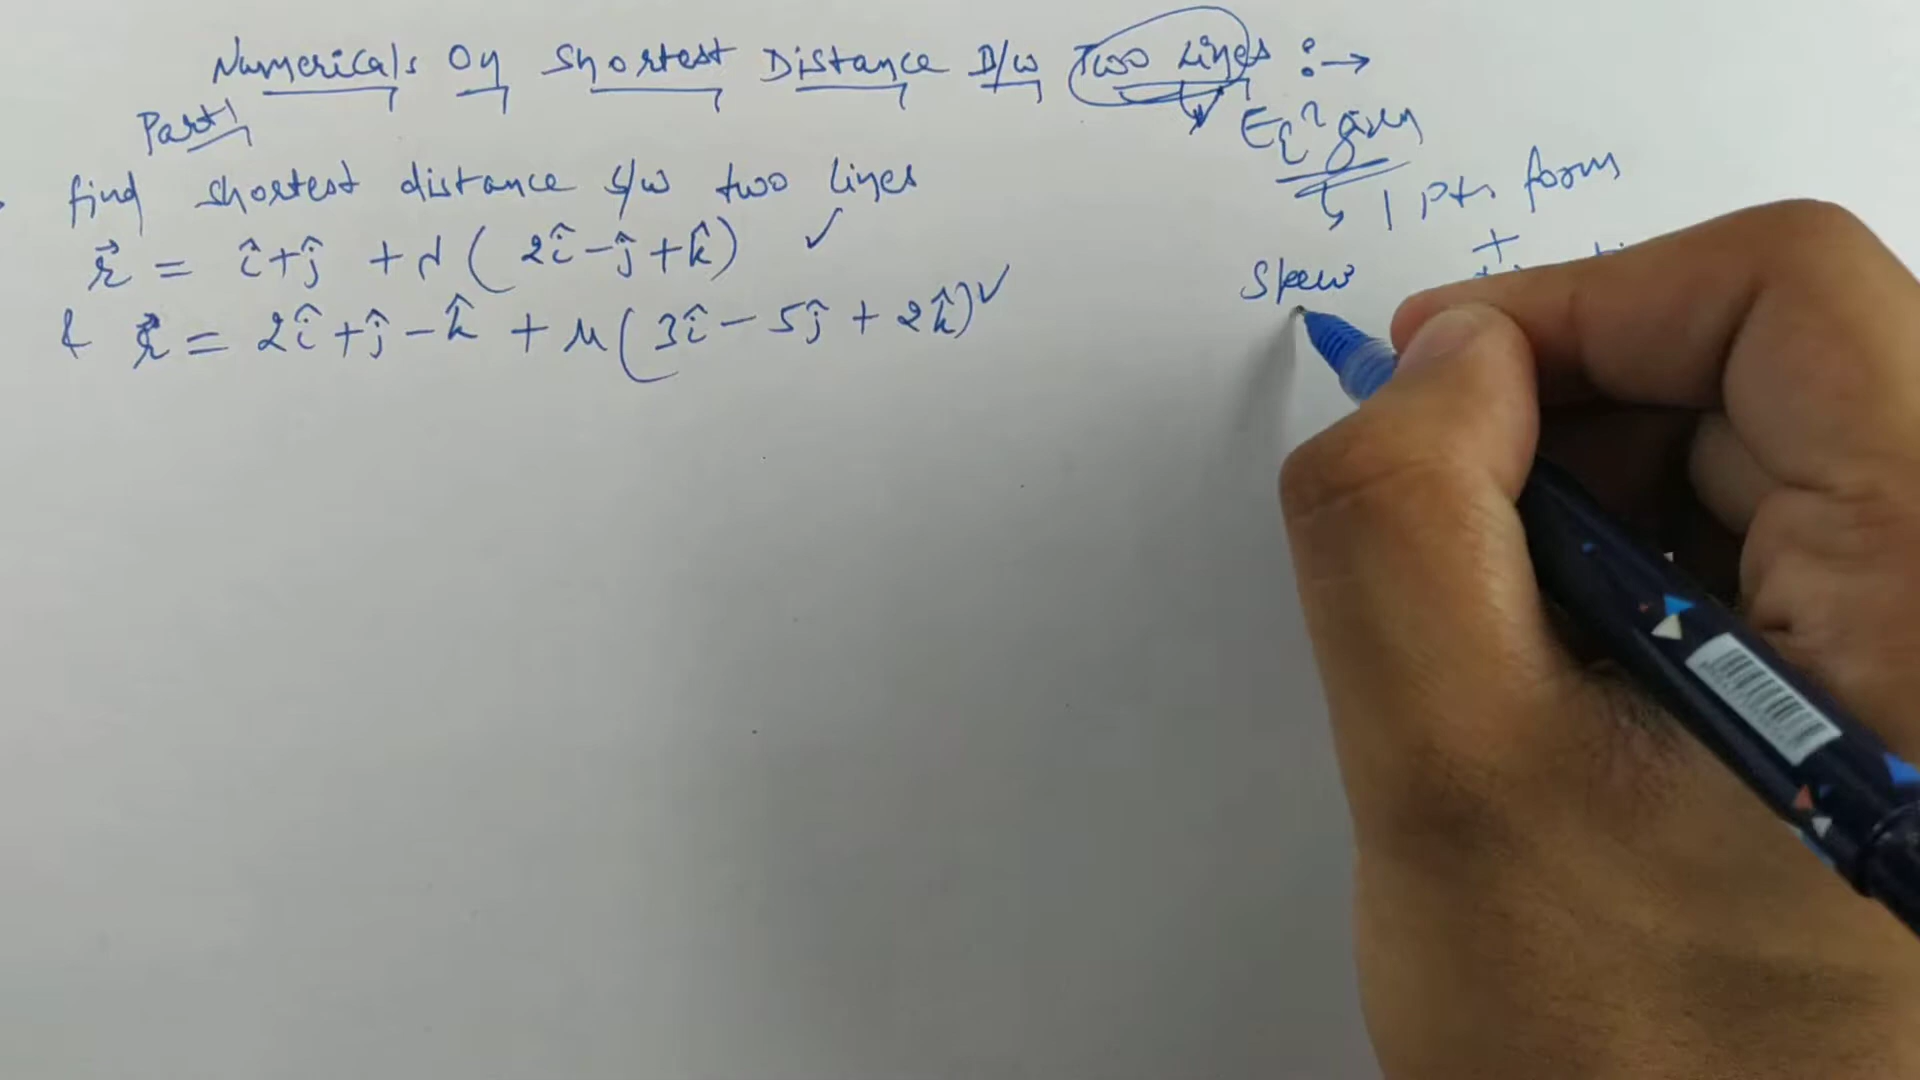 Numericals On Shortest Distance B/w Two Lines :→
Part 1
Eqn given
find shortest distance b/w two lines
1 pt. form
+
r⃗ = î+ĵ + λ( 2î-ĵ+k̂) ✓
Skew
& r⃗ = 2î+ĵ-k̂ + μ(3î-5ĵ+2k̂) ✓